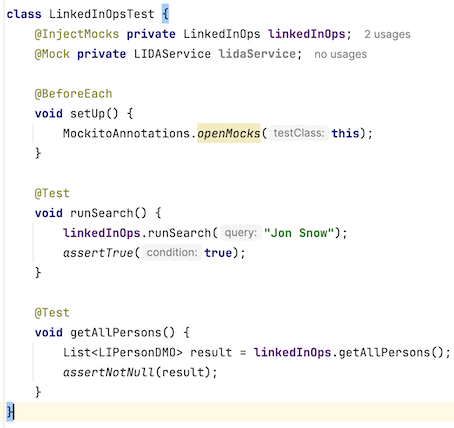 class LinkedInOpsTest {
@InjectMocks private LinkedInOps linkedInOps; 2 usages
@Mock private LIDAService lidaService; no usages
@BeforeEach
void setUp() {
MockitoAnnotations.openMocks( testClass: this);
}
@Test
void runSearch() {
linkedInOps.runSearch( query: "Jon Snow");
assertTrue( condition: true);
}
@Test
void getAllPersons() {
List<LIPersonDMO> result = linkedInOps.getAllPersons();
assertNotNull(result);
}
}